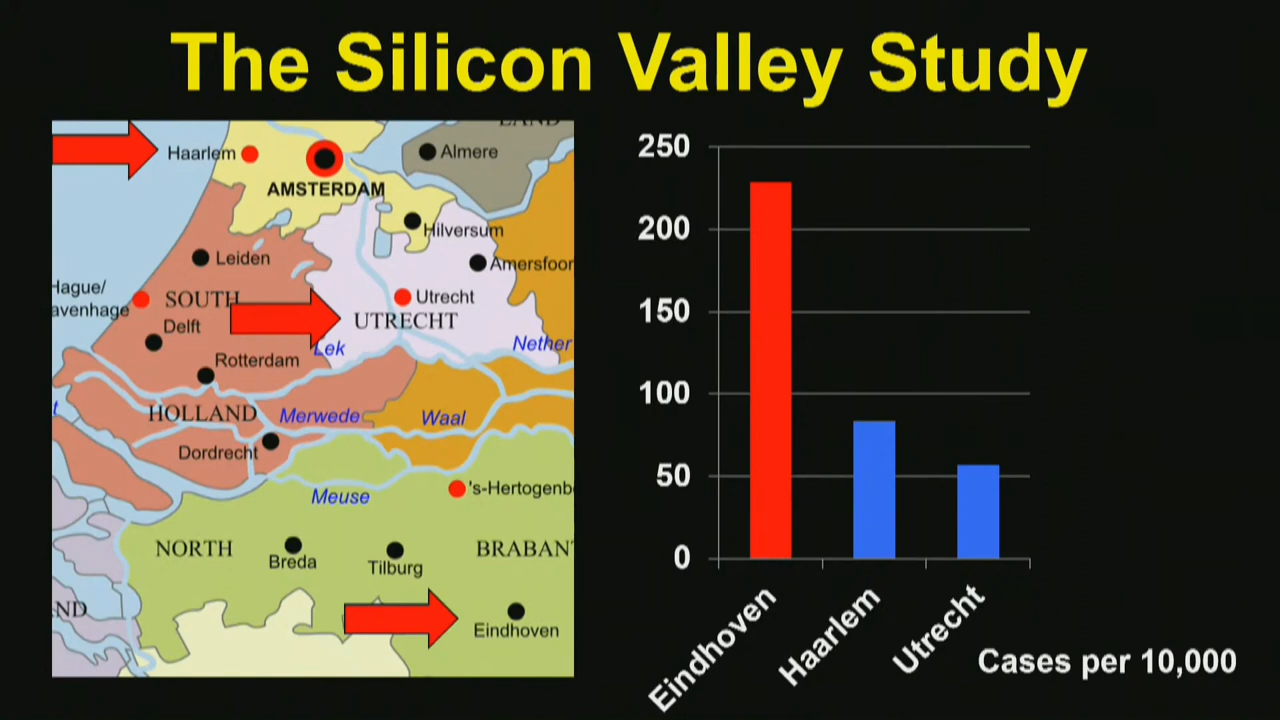 The Silicon Valley Study
LAND
Haarlem
Almere
AMSTERDAM
Hilversum
Leiden
Amersfoor
Hague/
avenhage
SOUTH
Utrecht
UTRECHT
Delft
Lek
Nether
Rotterdam
t
HOLLAND
Merwede
Waal
Dordrecht
Meuse
's-Hertogenb
NORTH
BRABANT
Breda
Tilburg
ND
Eindhoven
250
200
150
100
50
0
Eindhoven
Haarlem
Utrecht
Cases per 10,000